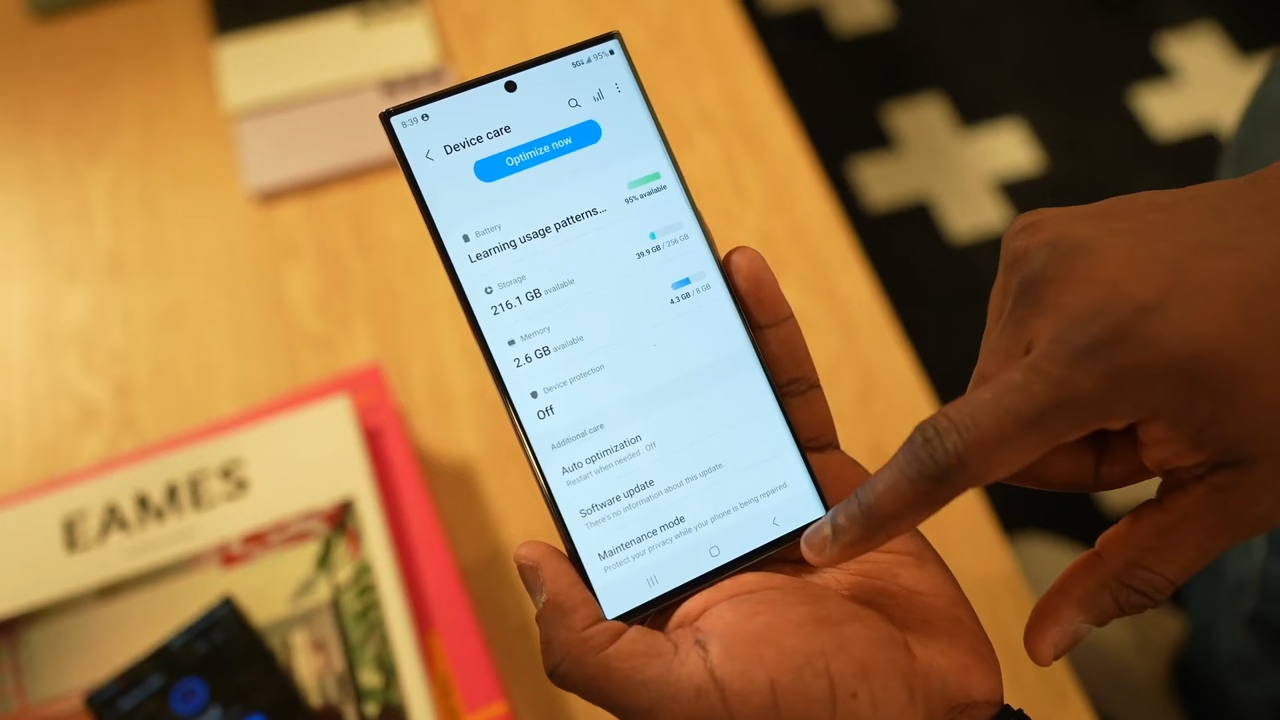 8:39
5G 95%
Device care
Optimize now
Battery
Learning usage patterns...
95% available
Storage
216.1 GB available
39.9 GB / 256 GB
Memory
2.6 GB available
4.3 GB / 8 GB
Device protection
Off
Additional care
Auto optimization
Restart when needed : Off
Software update
There's no information about this update.
Maintenance mode
Protect your privacy while your phone is being repaired.
EAMES